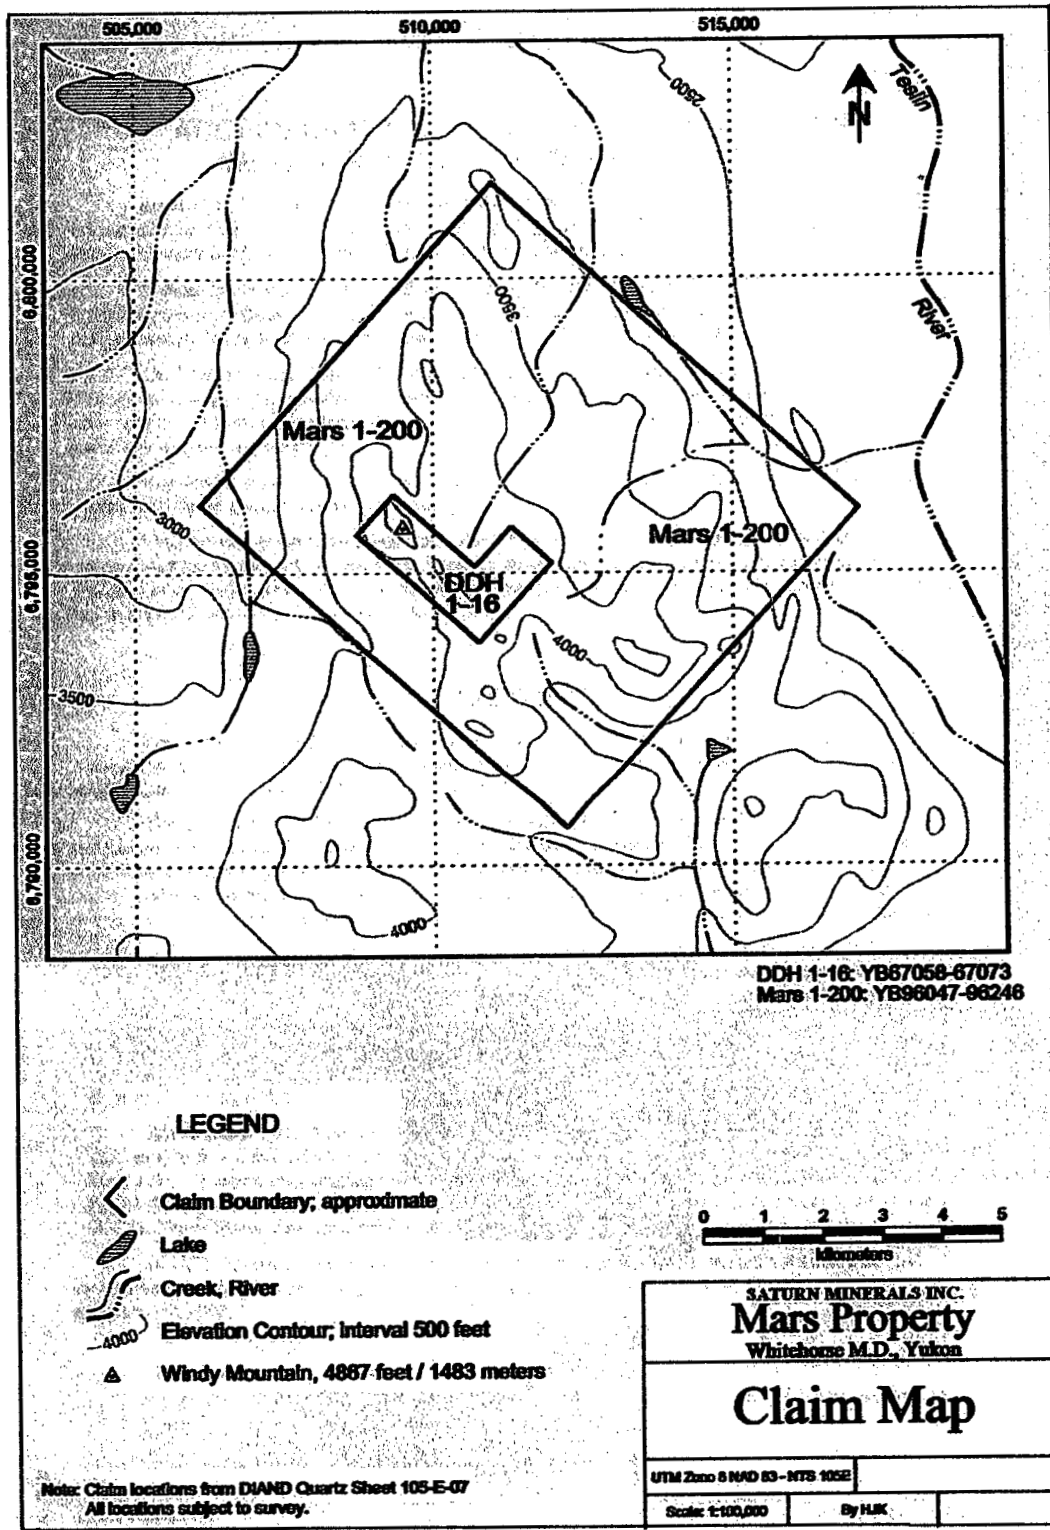 505,000
510,000
515,000
2500
Teslin
N
6,800,000
3500
River
Mars 1-200
3000
Mars 1-200
6,795,000
DDH
1-16
4000
3500
6,790,000
4000
DDH 1-16: YB67058-67073
Mars 1-200: YB96047-96246
LEGEND
Claim Boundary; approximate
Lake
Creek, River
4000
Elevation Contour; interval 500 feet
Windy Mountain, 4867 feet / 1483 meters
0 1 2 3 4 5
kilometers
SATURN MINERALS INC.
Mars Property
Whitehorse M.D., Yukon
Claim Map
UTM Zone 8 NAD 83 - NTS 105E
Scale: 1:100,000
By HJK
Note: Claim locations from DIAND Quartz Sheet 105-E-07
All locations subject to survey.